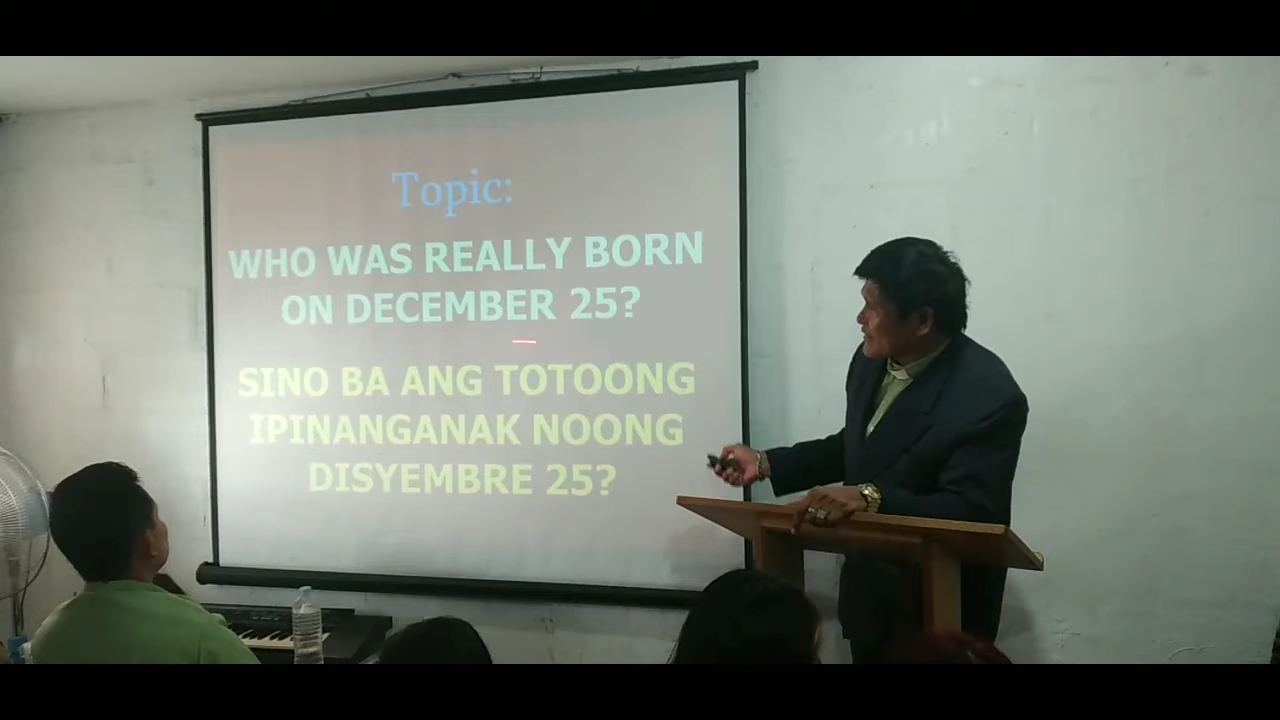 Topic:
WHO WAS REALLY BORN
ON DECEMBER 25?
SINO BA ANG TOTOONG
IPINANGANAK NOONG
DISYEMBRE 25?